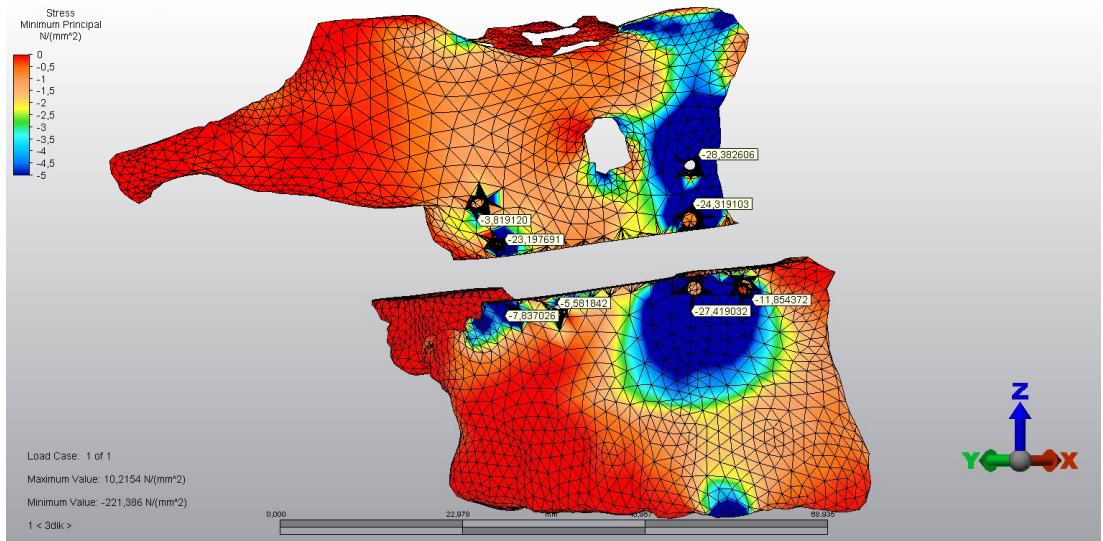 Stress
Minimum Principal
N/(mm^2)
0
-0,5
-1
-1,5
-2
-2,5
-3
-3,5
-4
-4,5
-5
-28,382606
-24,319103
-3,819120
-23,197691
-5,581842
-11,854372
-7,837026
-27,419032
Z
Y
X
Load Case: 1 of 1
Maximum Value: 10,2154 N/(mm^2)
Minimum Value: -221,386 N/(mm^2)
1 < 3dik >
0,000 22,978 mm 45,957 68,935